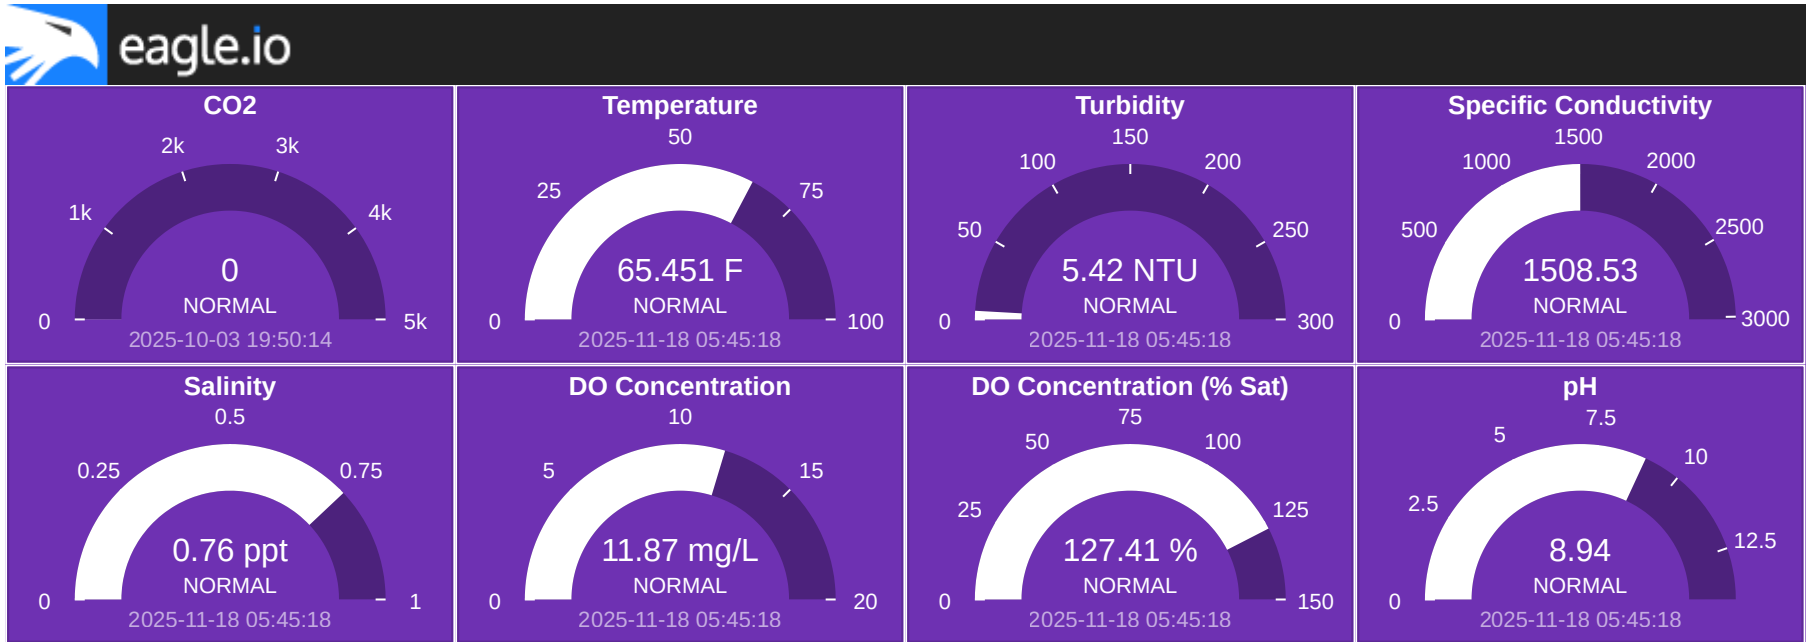 eagle.io
CO2
2k
3k
1k
4k
0
NORMAL
0
5k
2025-10-03 19:50:14
Temperature
50
25
75
65.451 F
NORMAL
0
100
2025-11-18 05:45:18
Turbidity
150
100
200
50
250
5.42 NTU
NORMAL
0
300
2025-11-18 05:45:18
Specific Conductivity
1500
1000
2000
500
2500
1508.53
NORMAL
0
3000
2025-11-18 05:45:18
Salinity
0.5
0.25
0.75
0.76 ppt
NORMAL
0
1
2025-11-18 05:45:18
DO Concentration
10
5
15
11.87 mg/L
NORMAL
0
20
2025-11-18 05:45:18
DO Concentration (% Sat)
75
50
100
25
125
127.41 %
NORMAL
0
150
2025-11-18 05:45:18
pH
7.5
5
10
2.5
12.5
8.94
NORMAL
0
2025-11-18 05:45:18